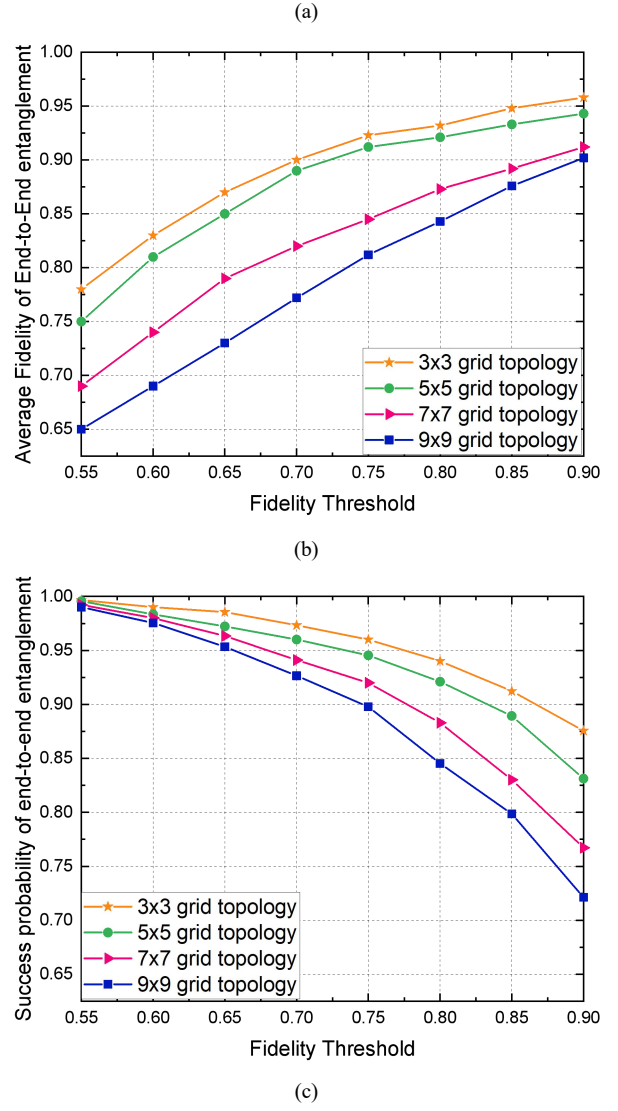 (a)
Average Fidelity of End-to-End entanglement
1.00
0.95
0.90
0.85
0.80
0.75
0.70
0.65
3x3 grid topology
5x5 grid topology
7x7 grid topology
9x9 grid topology
0.55 0.60 0.65 0.70 0.75 0.80 0.85 0.90
Fidelity Threshold
(b)
Success probability of end-to-end entanglement
1.00
0.95
0.90
0.85
0.80
0.75
0.70
0.65
3x3 grid topology
5x5 grid topology
7x7 grid topology
9x9 grid topology
0.55 0.60 0.65 0.70 0.75 0.80 0.85 0.90
Fidelity Threshold
(c)